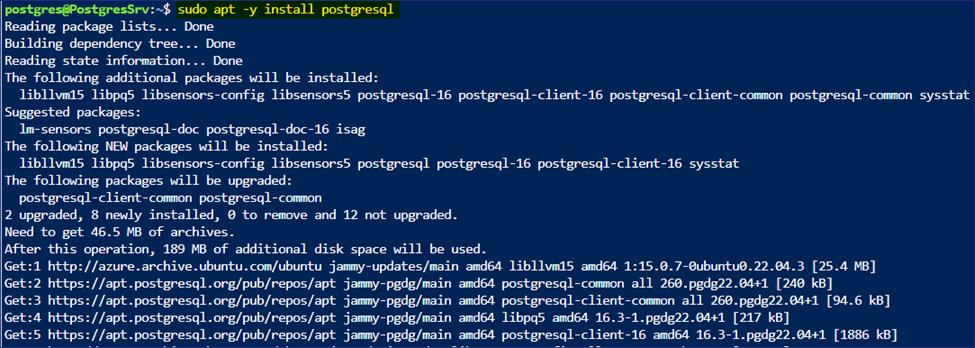 postgres@PostgresSrv:~$ sudo apt -y install postgresql
Reading package lists... Done
Building dependency tree... Done
Reading state information... Done
The following additional packages will be installed:
  libllvm15 libpq5 libsensors-config libsensors5 postgresql-16 postgresql-client-16 postgresql-client-common postgresql-common sysstat
Suggested packages:
  lm-sensors postgresql-doc postgresql-doc-16 isag
The following NEW packages will be installed:
  libllvm15 libpq5 libsensors-config libsensors5 postgresql postgresql-16 postgresql-client-16 sysstat
The following packages will be upgraded:
  postgresql-client-common postgresql-common
2 upgraded, 8 newly installed, 0 to remove and 12 not upgraded.
Need to get 46.5 MB of archives.
After this operation, 189 MB of additional disk space will be used.
Get:1 http://azure.archive.ubuntu.com/ubuntu jammy-updates/main amd64 libllvm15 amd64 1:15.0.7-0ubuntu0.22.04.3 [25.4 MB]
Get:2 https://apt.postgresql.org/pub/repos/apt jammy-pgdg/main amd64 postgresql-common all 260.pgdg22.04+1 [240 kB]
Get:3 https://apt.postgresql.org/pub/repos/apt jammy-pgdg/main amd64 postgresql-client-common all 260.pgdg22.04+1 [94.6 kB]
Get:4 https://apt.postgresql.org/pub/repos/apt jammy-pgdg/main amd64 libpq5 amd64 16.3-1.pgdg22.04+1 [217 kB]
Get:5 https://apt.postgresql.org/pub/repos/apt jammy-pgdg/main amd64 postgresql-client-16 amd64 16.3-1.pgdg22.04+1 [1886 kB]